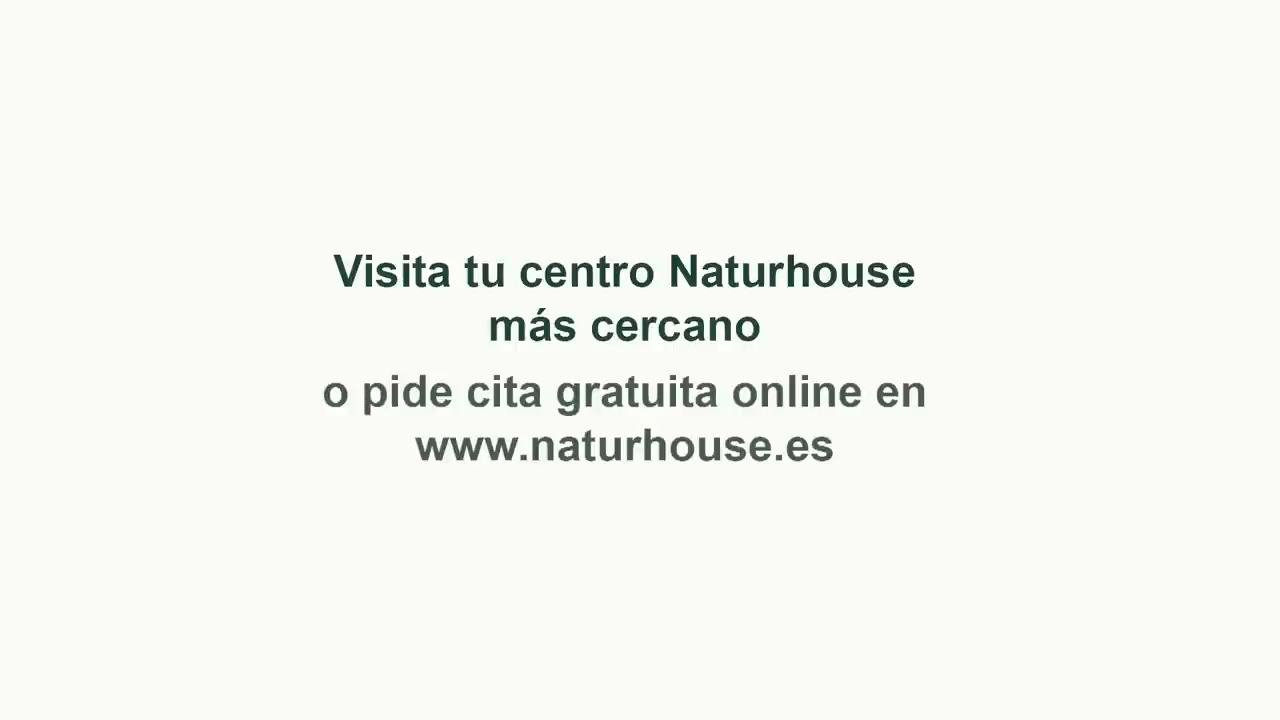 Visita tu centro Naturhouse
más cercano
o pide cita gratuita online en
www.naturhouse.es